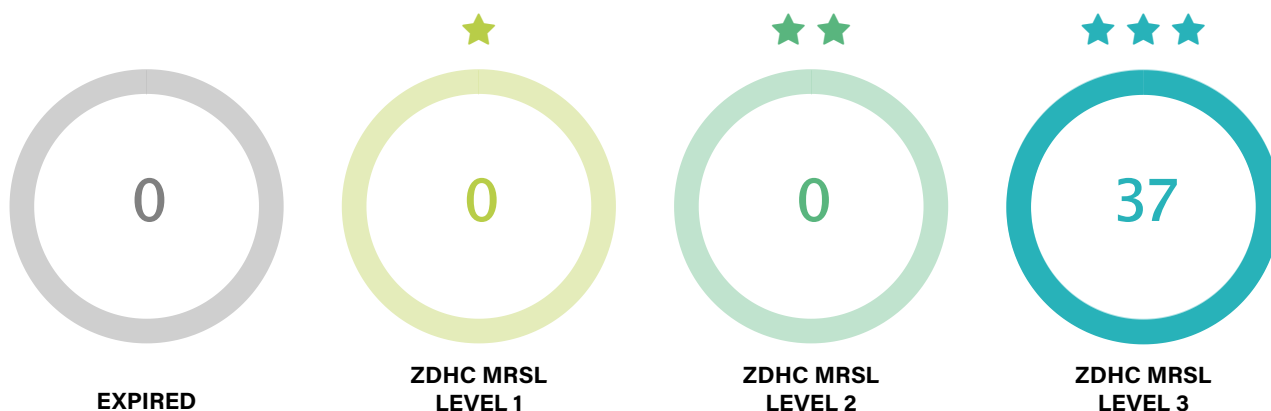 0
0
0
37
EXPIRED
ZDHC MRSL
LEVEL 1
ZDHC MRSL
LEVEL 2
ZDHC MRSL
LEVEL 3